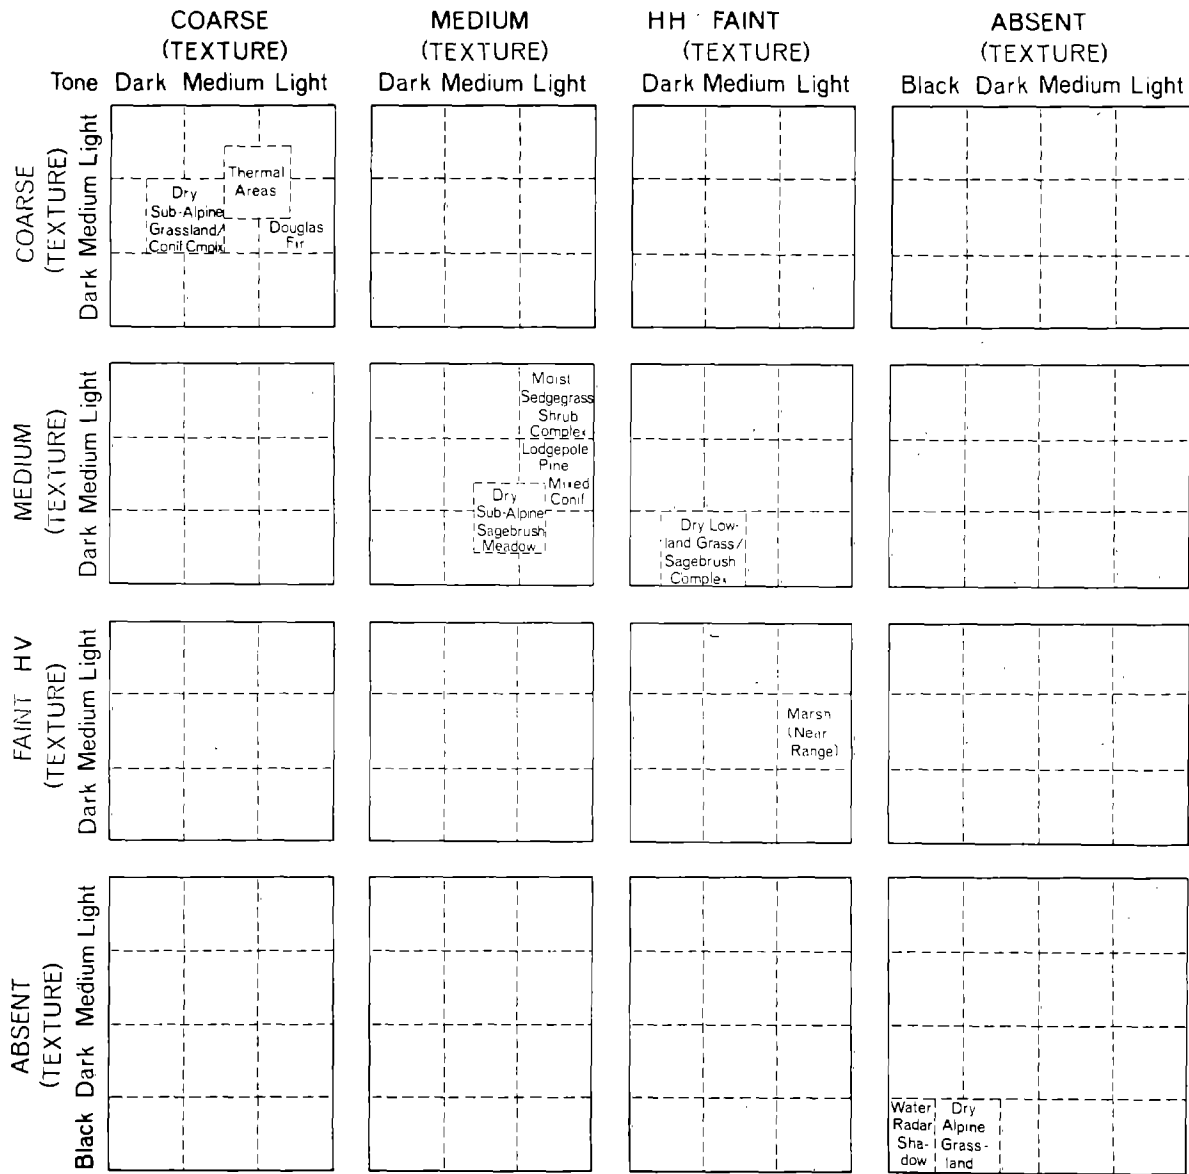 COARSE
(TEXTURE)
MEDIUM
(TEXTURE)
HH FAINT
(TEXTURE)
ABSENT
(TEXTURE)
Tone Dark Medium Light
Dark Medium Light
Dark Medium Light
Black Dark Medium Light
COARSE
(TEXTURE)
Dark Medium Light
Thermal
Areas
Dry
Sub-Alpine
Grassland/
Conif Cmplx
Douglas
Fir
MEDIUM
(TEXTURE)
Dark Medium Light
Moist
Sedgegrass
Shrub
Complex
Lodgepole
Pine
Mixed
Conif
Dry
Sub-Alpine
Sagebrush
Meadow
Dry Low-
land Grass/
Sagebrush
Complex
FAINT HV
(TEXTURE)
Dark Medium Light
Marsh
(Near
Range)
ABSENT
(TEXTURE)
Black Dark Medium Light
Water
Radar
Sha-
dow
Dry
Alpine
Grass-
land